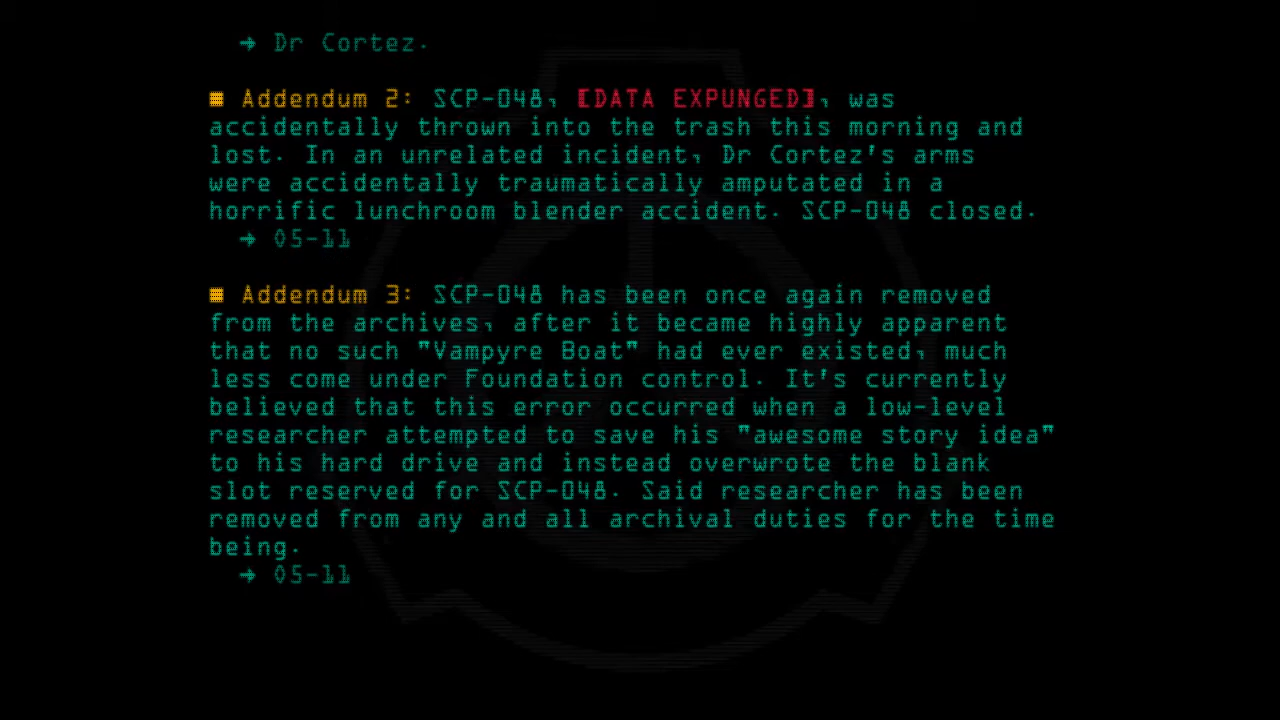 → Dr Cortez.
■ Addendum 2: SCP-048, [DATA EXPUNGED], was
accidentally thrown into the trash this morning and
lost. In an unrelated incident, Dr Cortez's arms
were accidentally traumatically amputated in a
horrific lunchroom blender accident. SCP-048 closed.
→ 05-11
■ Addendum 3: SCP-048 has been once again removed
from the archives, after it became highly apparent
that no such "Vampyre Boat" had ever existed, much
less come under Foundation control. It's currently
believed that this error occurred when a low-level
researcher attempted to save his "awesome story idea"
to his hard drive and instead overwrote the blank
slot reserved for SCP-048. Said researcher has been
removed from any and all archival duties for the time
being.
→ 05-11